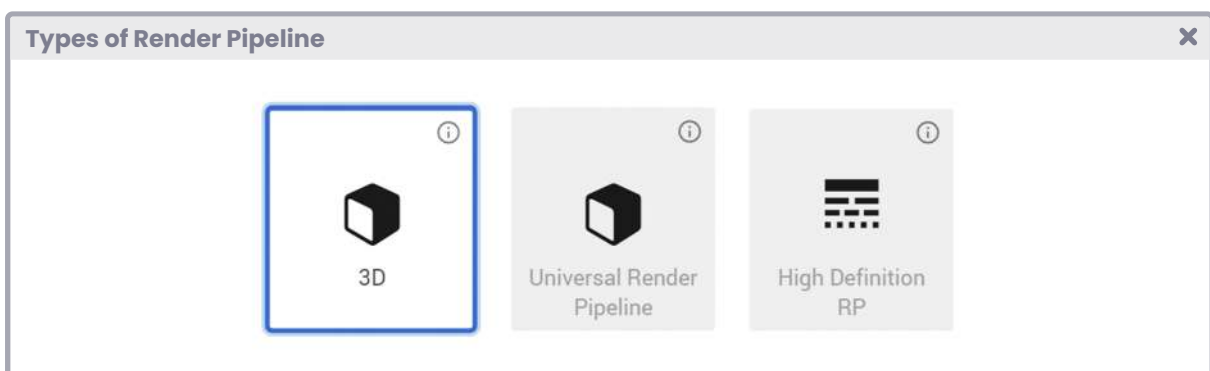 Types of Render Pipeline
3D
Universal Render
Pipeline
High Definition
RP